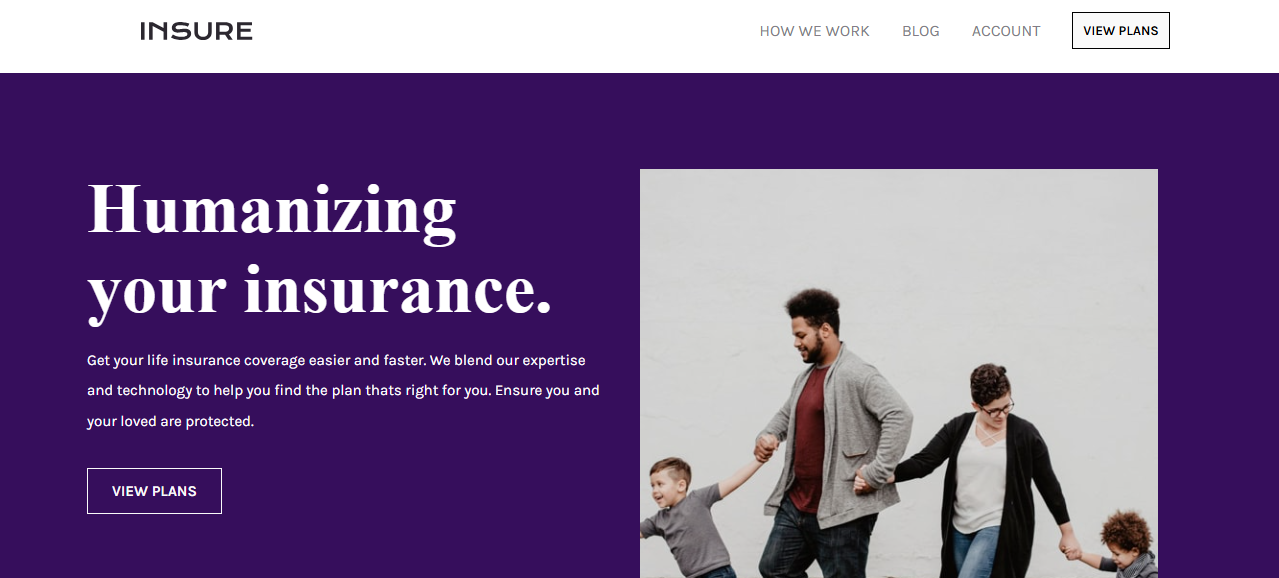 INSURE
HOW WE WORK
BLOG
ACCOUNT
VIEW PLANS
Humanizing
your insurance.
Get your life insurance coverage easier and faster. We blend our expertise
and technology to help you find the plan thats right for you. Ensure you and
your loved are protected.
VIEW PLANS